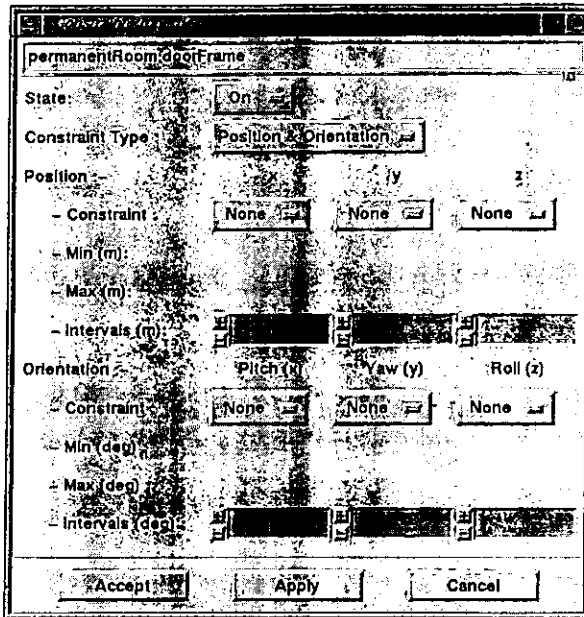 permanentRoom:doorFrame
State: On
Constraint Type Position & Orientation
Position -- x y z
- Constraint None None None
- Min (m):
- Max (m):
- Intervals (m)
Orientation -- Pitch (x) Yaw (y) Roll (z)
- Constraint None None None
- Min (deg)
- Max (deg)
- Intervals (deg)
Accept Apply Cancel